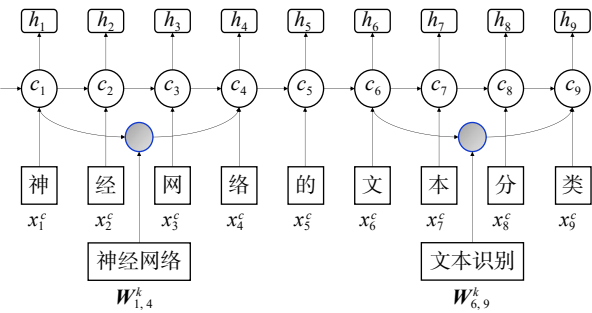 h₁ h₂ h₃ h₄ h₅ h₆ h₇ h₈ h₉
c₁ c₂ c₃ c₄ c₅ c₆ c₇ c₈ c₉
神 经 网 络 的 文 本 分 类
x₁ᶜ x₂ᶜ x₃ᶜ x₄ᶜ x₅ᶜ x₆ᶜ x₇ᶜ x₈ᶜ x₉ᶜ
神经网络 文本识别
W₁,₄ᵏ W₆,₉ᵏ